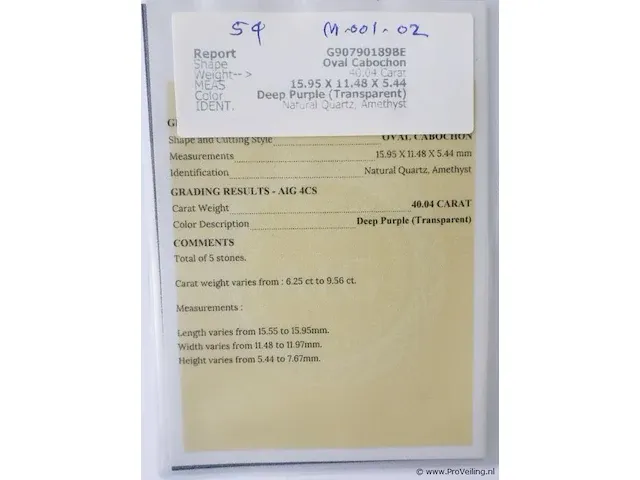 54 M-001-02
Report G90790189BE
Shape Oval Cabochon
Weight--> 40.04 Carat
MEAS 15.95 X 11.48 X 5.44
Color Deep Purple (Transparent)
IDENT. Natural Quartz, Amethyst
Shape and Cutting Style OVAL CABOCHON
Measurements 15.95 X 11.48 X 5.44 mm
Identification Natural Quartz, Amethyst
GRADING RESULTS - AIG 4CS
Carat Weight 40.04 CARAT
Color Description Deep Purple (Transparent)
COMMENTS
Total of 5 stones.
Carat weight varies from : 6.25 ct to 9.56 ct.
Measurements :
Length varies from 15.55 to 15.95mm.
Width varies from 11.48 to 11.97mm.
Height varies from 5.44 to 7.67mm.
© www.ProVeiling.nl